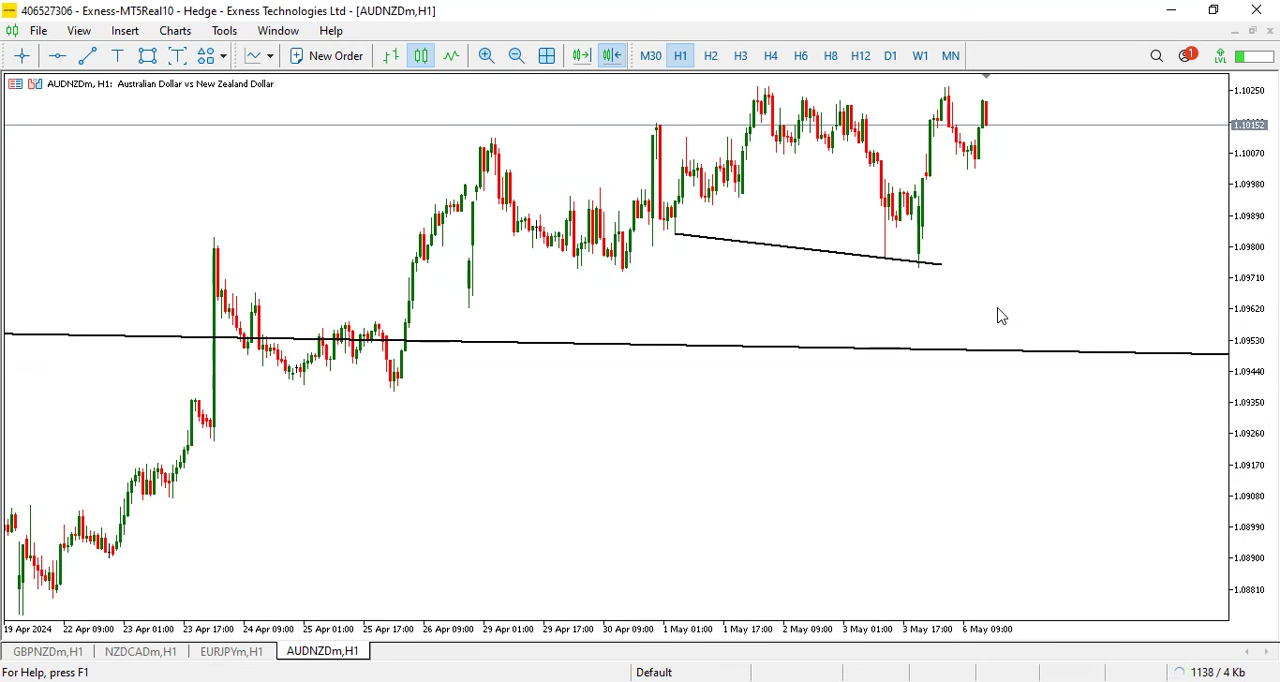 406527306 - Exness-MT5Real10 - Hedge - Exness Technologies Ltd - [AUDNZDm,H1]
File View Insert Charts Tools Window Help
New Order M30 H1 H2 H3 H4 H6 H8 H12 D1 W1 MN 1 LVL
AUDNZDm, H1: Australian Dollar vs New Zealand Dollar
1.10250
1.10152
1.10070
1.09980
1.09890
1.09800
1.09710
1.09620
1.09530
1.09440
1.09350
1.09260
1.09170
1.09080
1.08990
1.08900
1.08810
19 Apr 2024 22 Apr 09:00 23 Apr 01:00 23 Apr 17:00 24 Apr 09:00 25 Apr 01:00 25 Apr 17:00 26 Apr 09:00 29 Apr 01:00 29 Apr 17:00 30 Apr 09:00 1 May 01:00 1 May 17:00 2 May 09:00 3 May 01:00 3 May 17:00 6 May 09:00
GBPNZDm,H1 NZDCADm,H1 EURJPYm,H1 AUDNZDm,H1
For Help, press F1 Default 1138 / 4 Kb